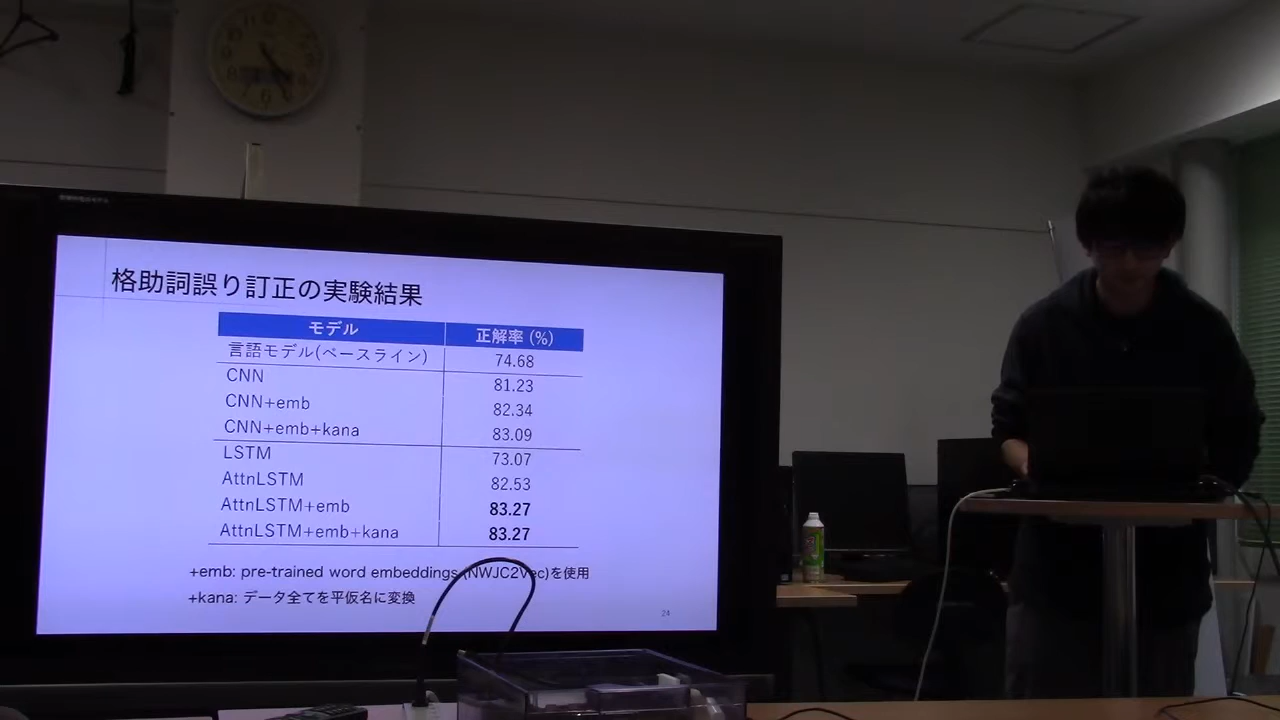 格助詞誤り訂正の実験結果
モデル 正解率 (%)
言語モデル(ベースライン) 74.68
CNN 81.23
CNN+emb 82.34
CNN+emb+kana 83.09
LSTM 73.07
AttnLSTM 82.53
AttnLSTM+emb 83.27
AttnLSTM+emb+kana 83.27
+emb: pre-trained word embeddings (NWJC2Vec)を使用
+kana: データ全てを平仮名に変換
24